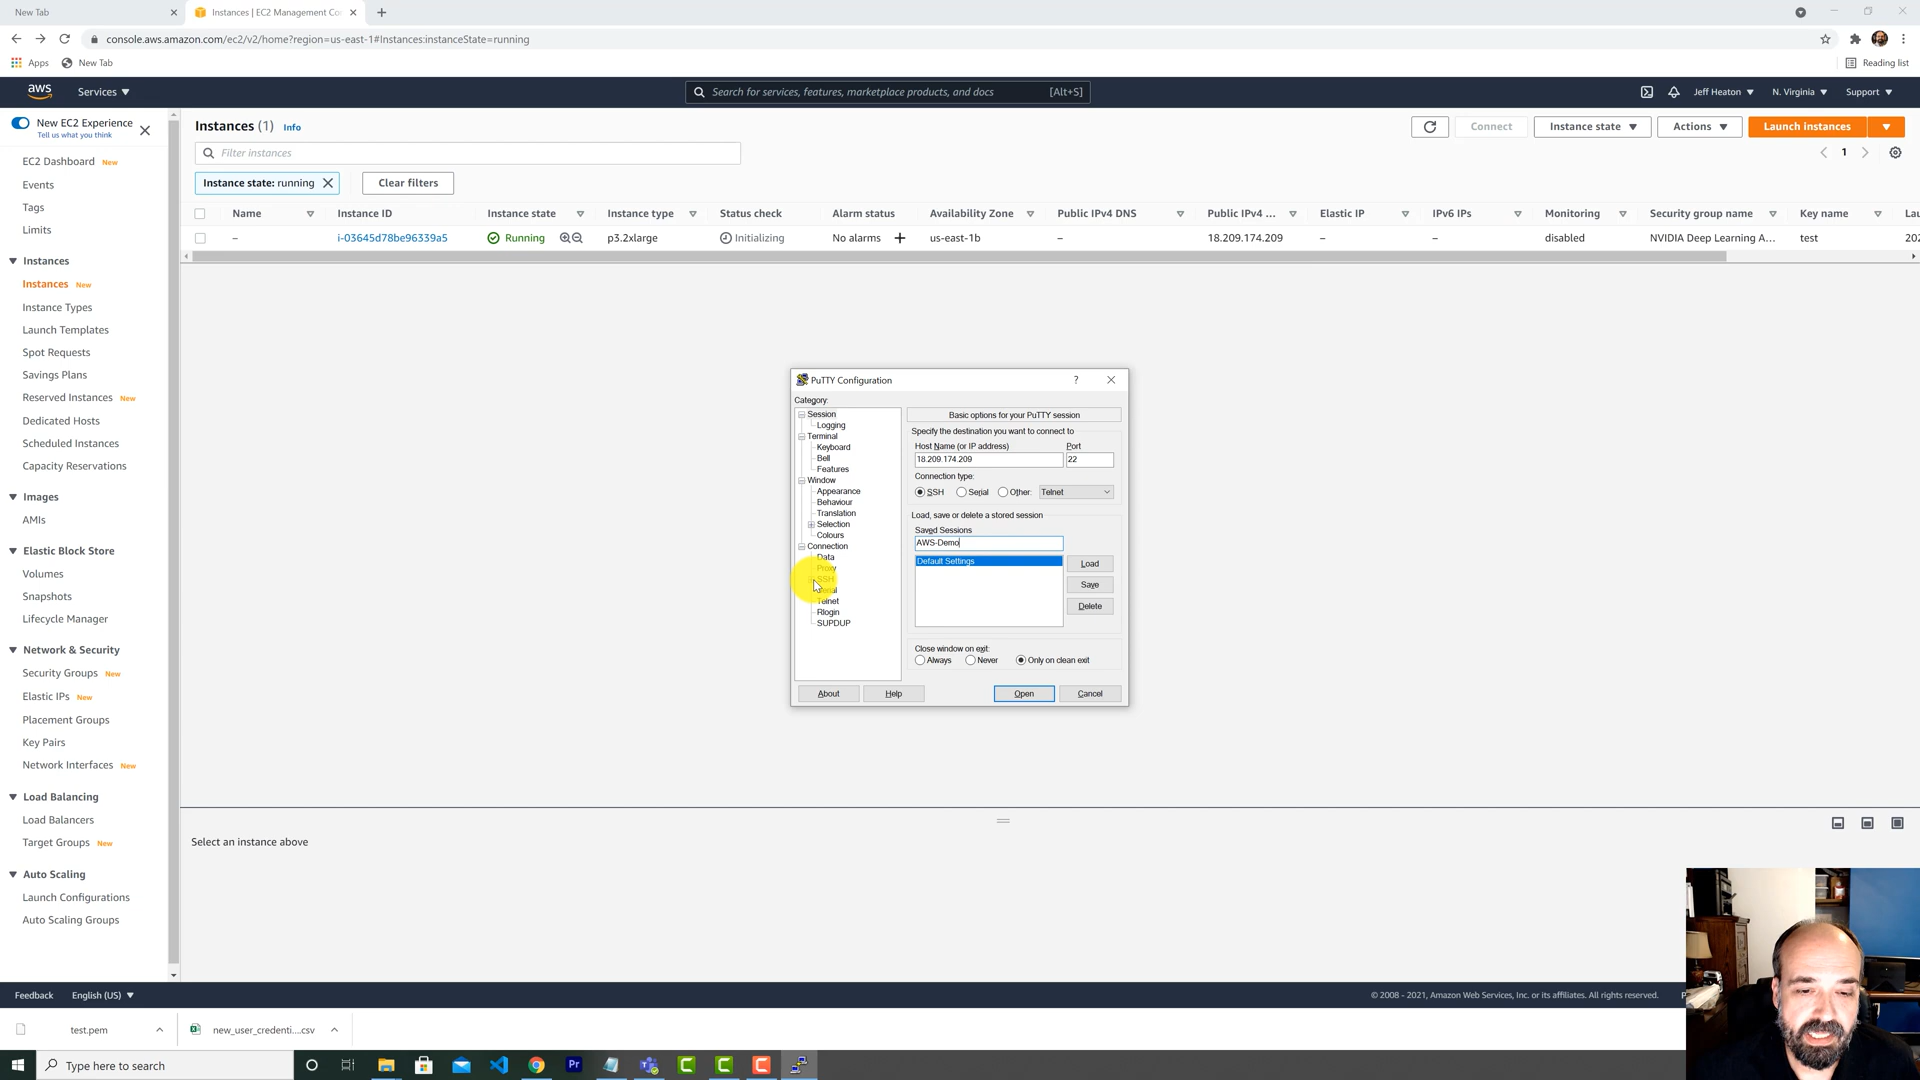 New Tab
Instances | EC2 Management Co
console.aws.amazon.com/ec2/v2/home?region=us-east-1#Instances:instanceState=running
Apps New Tab Reading list
aws Services Search for services, features, marketplace products, and docs [Alt+S] Jeff Heaton N. Virginia Support
New EC2 Experience
Tell us what you think
EC2 Dashboard New
Events
Tags
Limits
Instances
Instances New
Instance Types
Launch Templates
Spot Requests
Savings Plans
Reserved Instances New
Dedicated Hosts
Scheduled Instances
Capacity Reservations
Images
AMIs
Elastic Block Store
Volumes
Snapshots
Lifecycle Manager
Network & Security
Security Groups New
Elastic IPs New
Placement Groups
Key Pairs
Network Interfaces New
Load Balancing
Load Balancers
Target Groups New
Auto Scaling
Launch Configurations
Auto Scaling Groups
Instances (1) Info
Connect Instance state Actions Launch instances
Filter instances
1
Instance state: running Clear filters
Name Instance ID Instance state Instance type Status check Alarm status Availability Zone Public IPv4 DNS Public IPv4 ... Elastic IP IPv6 IPs Monitoring Security group name Key name Lau
– i-03645d78be96339a5 Running p3.2xlarge Initializing No alarms + us-east-1b – 18.209.174.209 – – disabled NVIDIA Deep Learning A... test 202
PuTTY Configuration ?
Category:
Session
Logging
Terminal
Keyboard
Bell
Features
Window
Appearance
Behaviour
Translation
Selection
Colours
Connection
Data
Proxy
SSH
Telnet
Rlogin
SUPDUP
Basic options for your PuTTY session
Specify the destination you want to connect to
Host Name (or IP address) Port
18.209.174.209 22
Connection type:
SSH Serial Other: Telnet
Load, save or delete a stored session
Saved Sessions
AWS-Demo
Default Settings
Load
Save
Delete
Close window on exit:
Always Never Only on clean exit
About Help Open Cancel
Select an instance above
Feedback English (US) © 2008 - 2021, Amazon Web Services, Inc. or its affiliates. All rights reserved.
test.pem new_user_credenti....csv
Type here to search
Pr